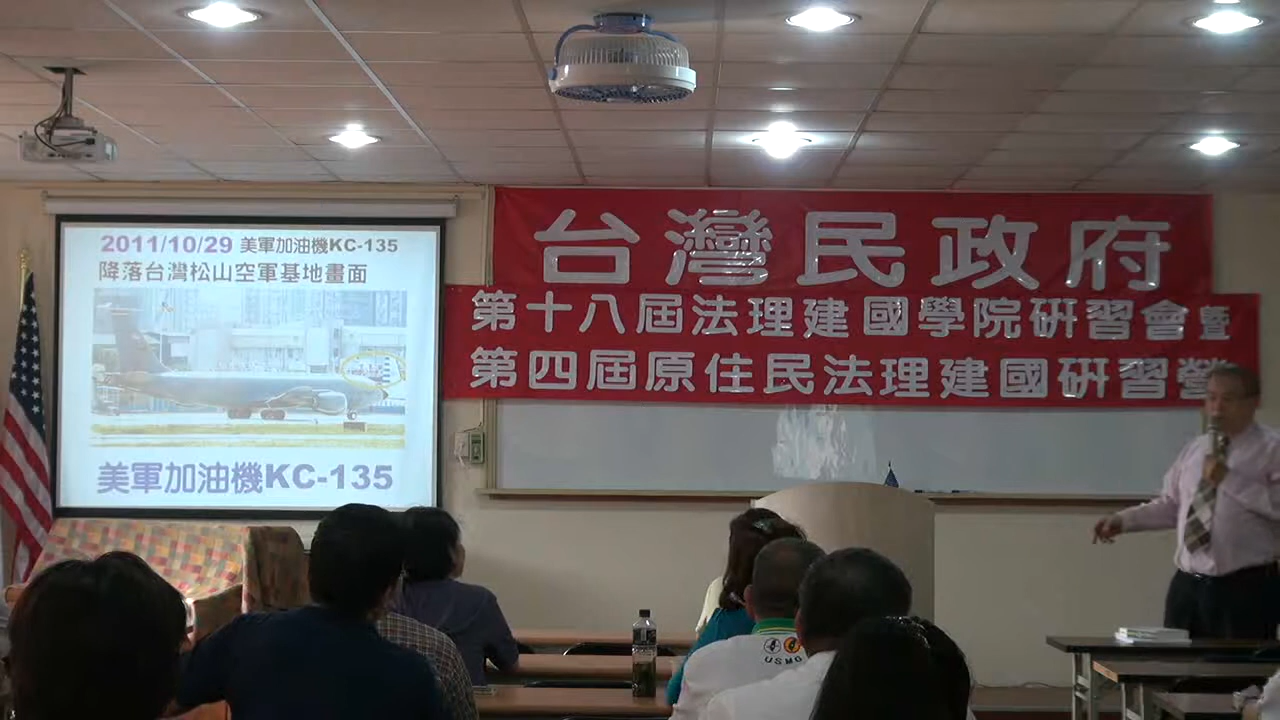 2011/10/29 美軍加油機KC-135
降落台灣松山空軍基地畫面
美軍加油機KC-135
台灣民政府
第十八屆法理建國學院研習會暨
第四屆原住民法理建國研習營
USMG